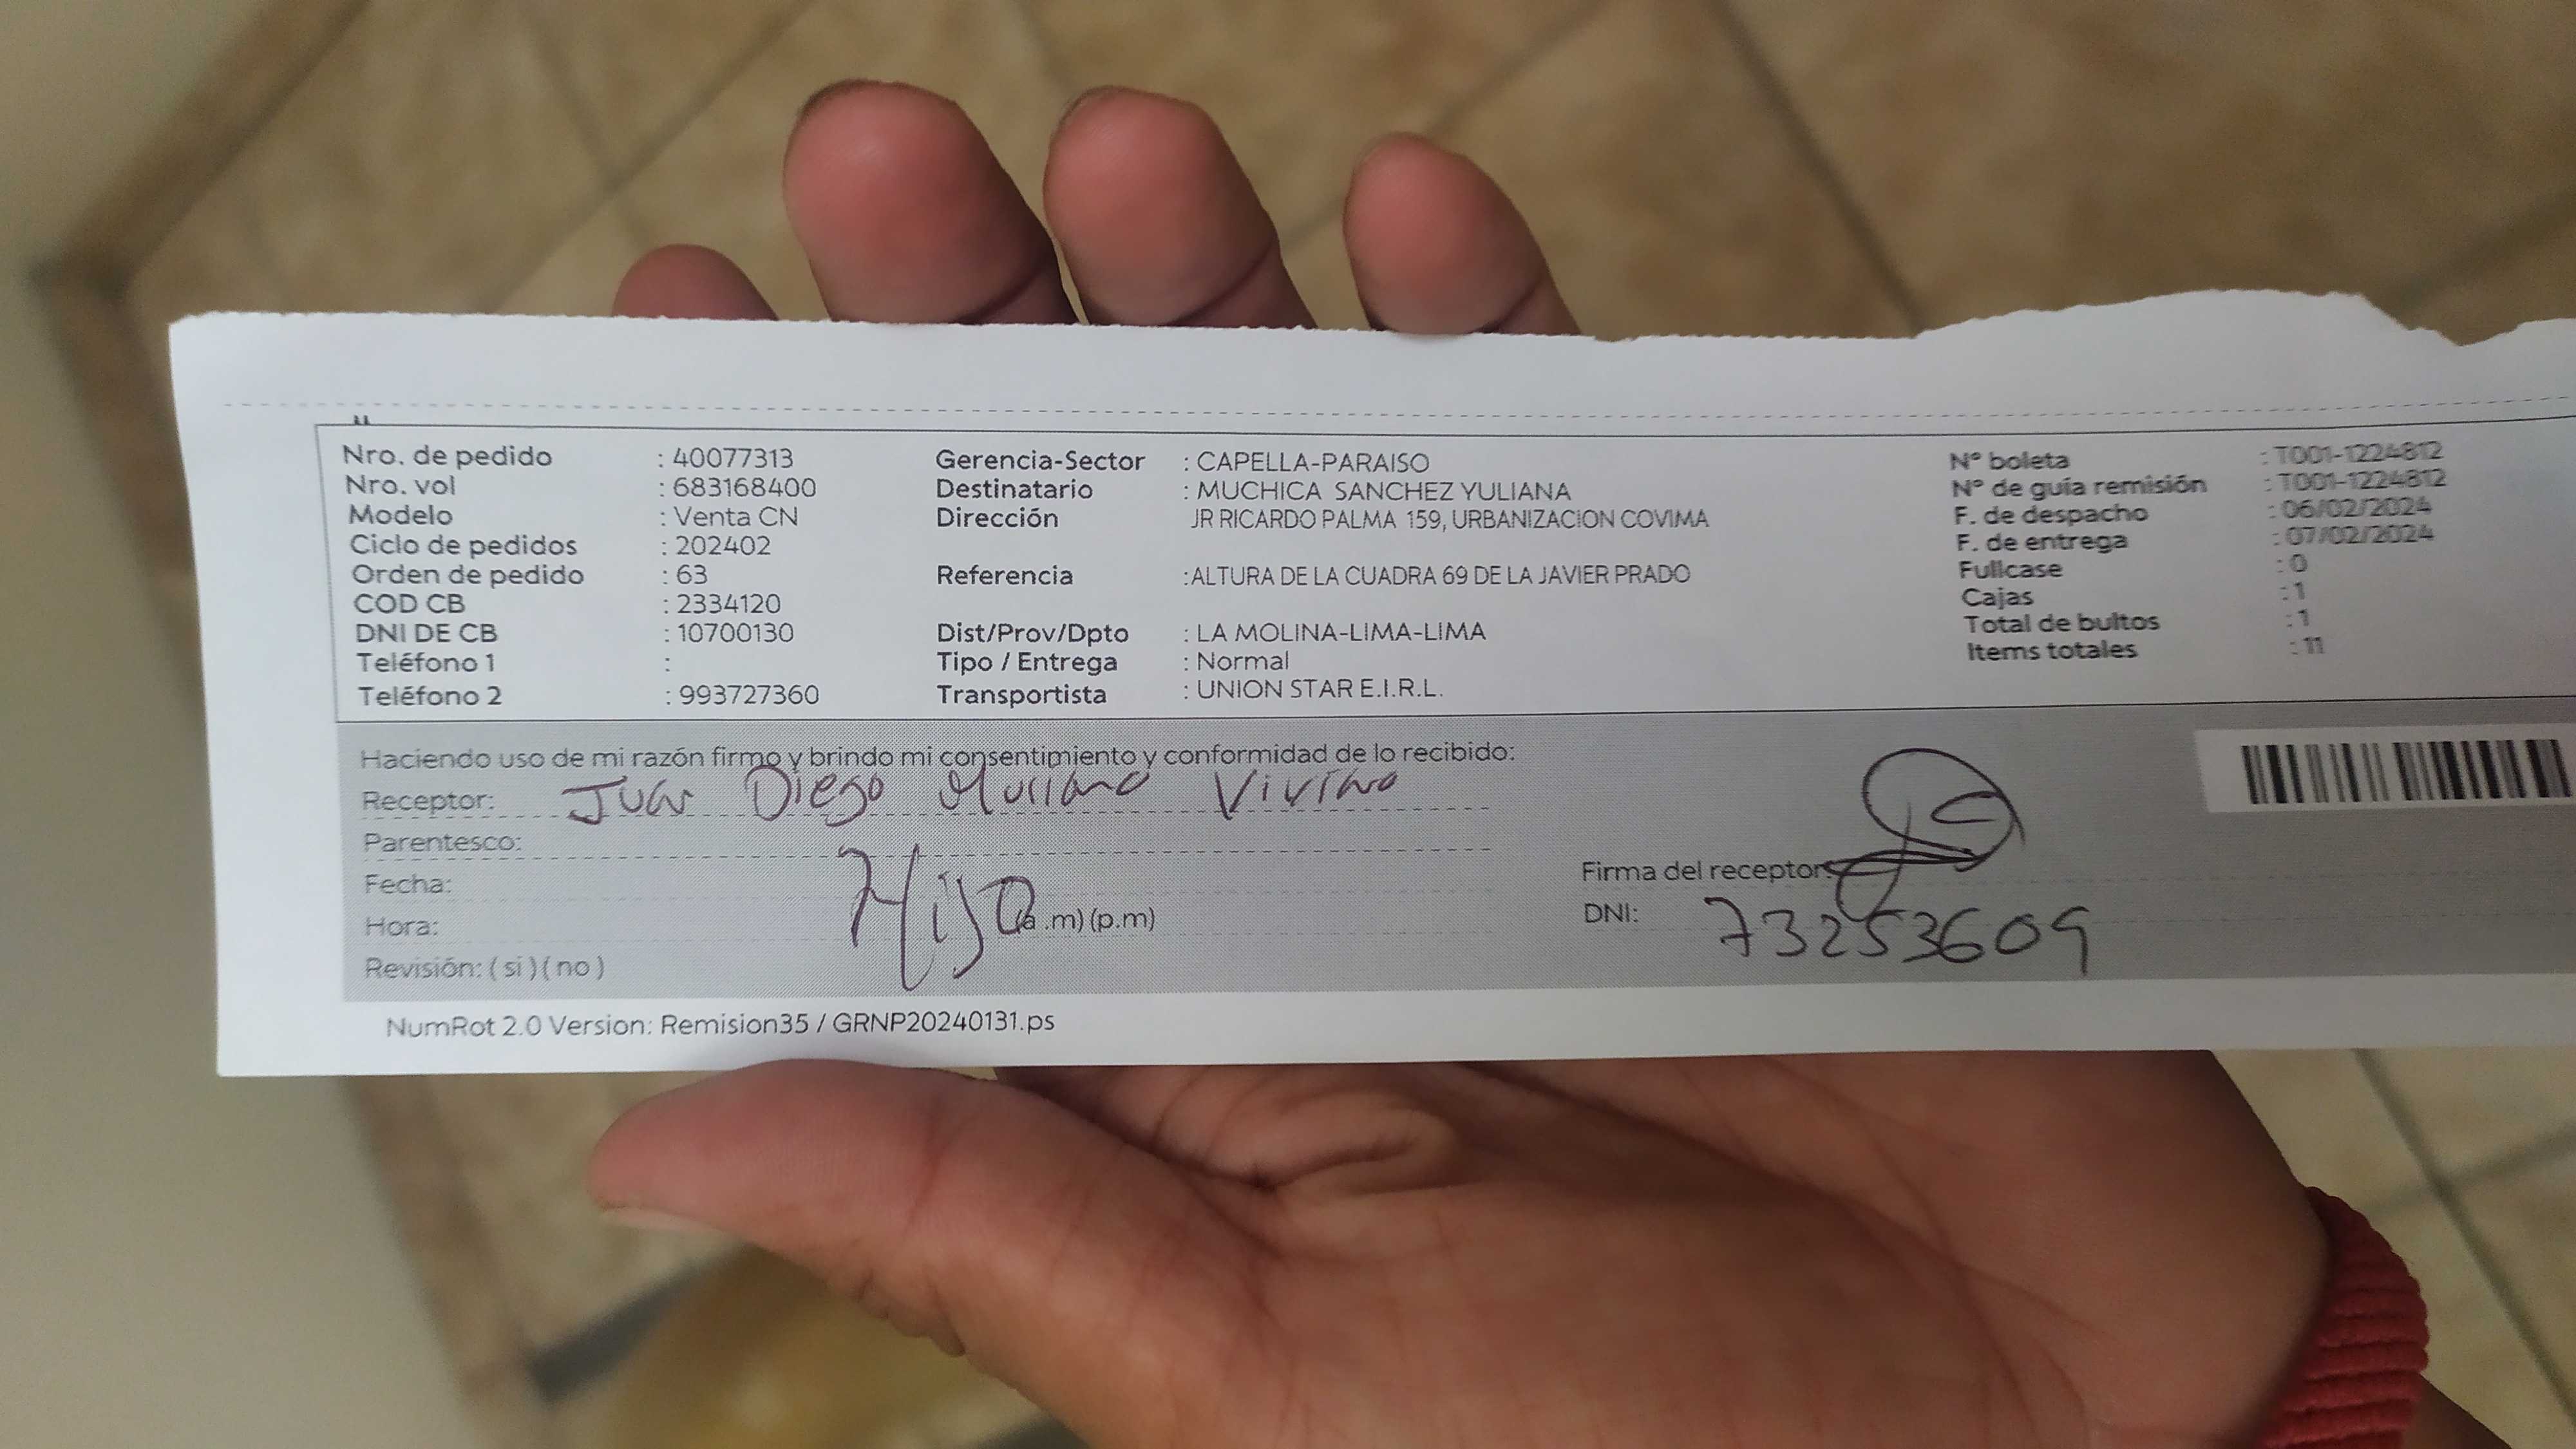 Nro. de pedido : 40077313
Nro. vol : 683168400
Modelo : Venta CN
Ciclo de pedidos : 202402
Orden de pedido : 63
COD CB : 2334120
DNI DE CB : 10700130
Teléfono 1 :
Teléfono 2 : 993727360
Gerencia-Sector : CAPELLA-PARAISO
Destinatario : MUCHICA SANCHEZ YULIANA
Dirección JR RICARDO PALMA 159, URBANIZACION COVIMA
Referencia : ALTURA DE LA CUADRA 69 DE LA JAVIER PRADO
Dist/Prov/Dpto : LA MOLINA-LIMA-LIMA
Tipo / Entrega : Normal
Transportista : UNION STAR E.I.R.L.
N° boleta : T001-1224812
N° de guía remisión : T001-1224812
F. de despacho : 06/02/2024
F. de entrega : 07/02/2024
Fullcase : 0
Cajas : 1
Total de bultos : 1
Items totales : 11
Haciendo uso de mi razón firmo y brindo mi consentimiento y conformidad de lo recibido:
Receptor: Juan Diego
Parentesco:
Hijo
Fecha:
Hora: (a .m) (p.m)
Revisión: ( si ) ( no )
Firma del receptor:
DNI: 73253609
NumRot 2.0 Version: Remision35 / GRNP20240131.ps